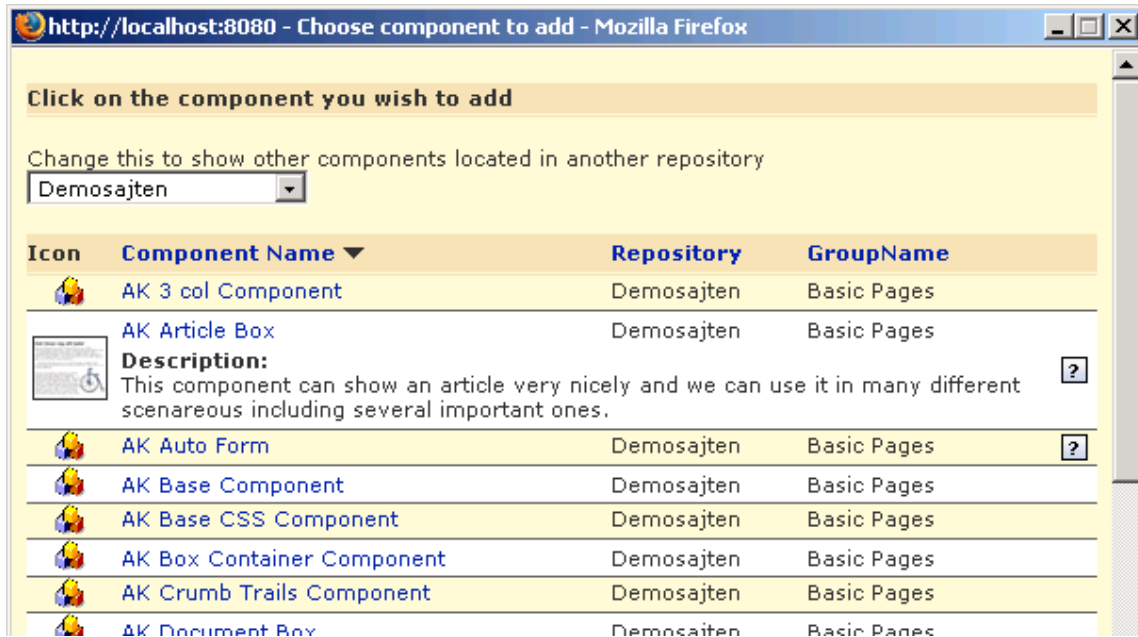 http://localhost:8080 - Choose component to add - Mozilla Firefox
Click on the component you wish to add
Change this to show other components located in another repository
Demosajten
Icon Component Name Repository GroupName
AK 3 col Component Demosajten Basic Pages
AK Article Box Demosajten Basic Pages
Description:
This component can show an article very nicely and we can use it in many different
scenareous including several important ones.
?
AK Auto Form Demosajten Basic Pages ?
AK Base Component Demosajten Basic Pages
AK Base CSS Component Demosajten Basic Pages
AK Box Container Component Demosajten Basic Pages
AK Crumb Trails Component Demosajten Basic Pages
AK Document Box Demosajten Basic Pages